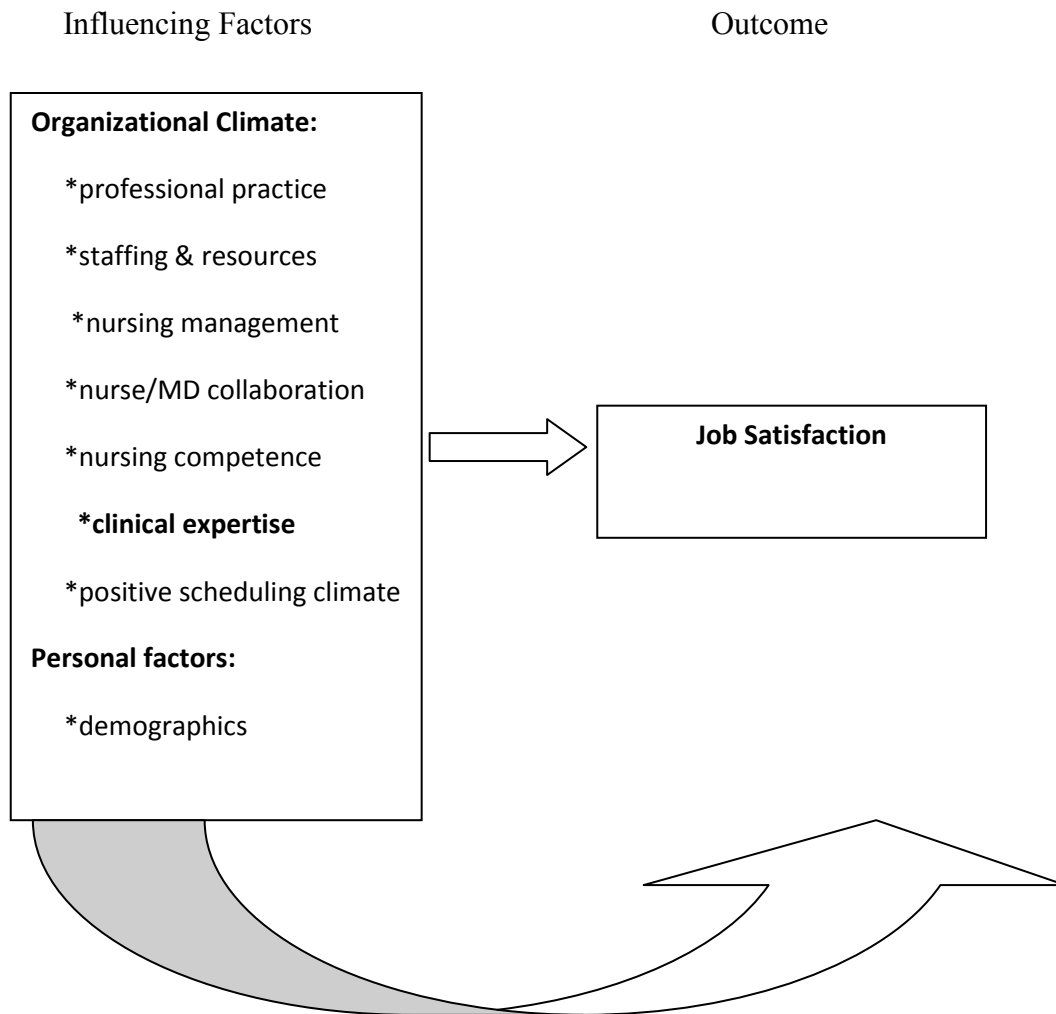 Influencing Factors
Outcome
Organizational Climate:
*professional practice
*staffing & resources
*nursing management
*nurse/MD collaboration
*nursing competence
*clinical expertise
*positive scheduling climate
Personal factors:
*demographics
Job Satisfaction